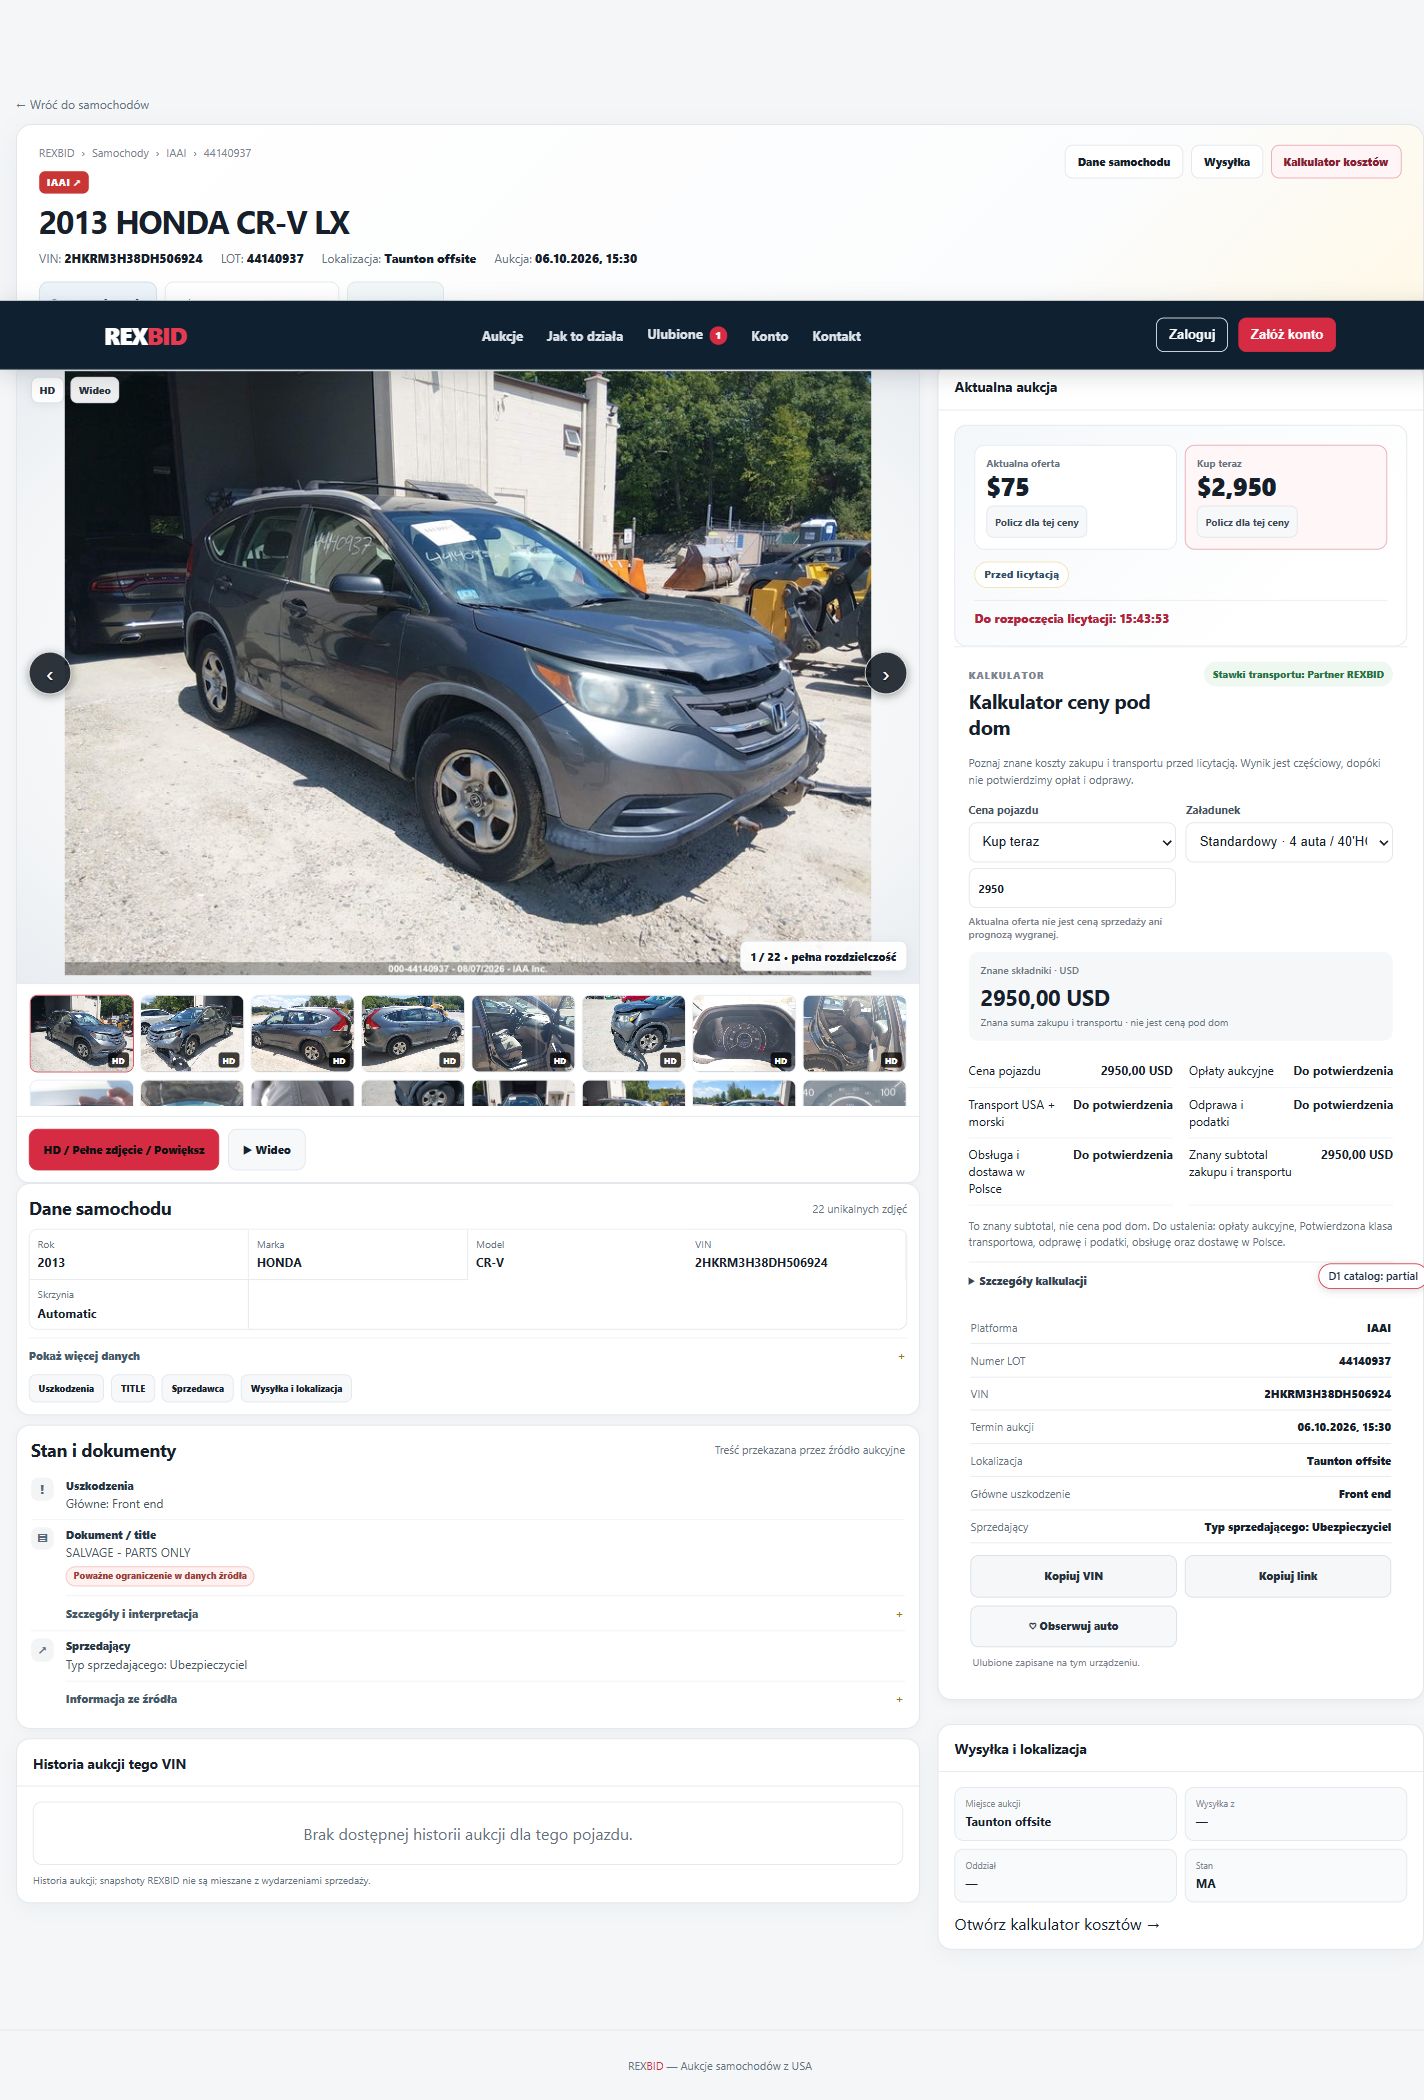 ← Wróć do samochodów
REXBID › Samochody › IAAI › 44140937
Dane samochodu
Wysyłka
Kalkulator kosztów
IAAI ↗
2013 HONDA CR-V LX
VIN: 2HKRM3H38DH506924 LOT: 44140937 Lokalizacja: Taunton offsite Aukcja: 06.10.2026, 15:30
REXBID
Aukcje
Jak to działa
Ulubione 1
Konto
Kontakt
Zaloguj
Załóż konto
HD
Wideo
44140937
000-44140937 - 08/07/2026 - IAA Inc.
1 / 22 • pełna rozdzielczość
HD
HD
HD
HD
HD
HD
HD
HD
40
100
HD / Pełne zdjęcie / Powiększ
▶ Wideo
Dane samochodu
22 unikalnych zdjęć
Rok
2013
Marka
HONDA
Model
CR-V
VIN
2HKRM3H38DH506924
Skrzynia
Automatic
Pokaż więcej danych
+
Uszkodzenia
TITLE
Sprzedawca
Wysyłka i lokalizacja
Stan i dokumenty
Treść przekazana przez źródło aukcyjne
!
Uszkodzenia
Główne: Front end
Dokument / title
SALVAGE - PARTS ONLY
Poważne ograniczenie w danych źródła
Szczegóły i interpretacja
+
↗
Sprzedający
Typ sprzedającego: Ubezpieczyciel
Informacja ze źródła
+
Historia aukcji tego VIN
Brak dostępnej historii aukcji dla tego pojazdu.
Historia aukcji; snapshoty REXBID nie są mieszane z wydarzeniami sprzedaży.
Aktualna aukcja
Aktualna oferta
$75
Policz dla tej ceny
Kup teraz
$2,950
Policz dla tej ceny
Przed licytacją
Do rozpoczęcia licytacji: 15:43:53
KALKULATOR
Stawki transportu: Partner REXBID
Kalkulator ceny pod
dom
Poznaj znane koszty zakupu i transportu przed licytacją. Wynik jest częściowy, dopóki
nie potwierdzimy opłat i odprawy.
Cena pojazdu
Załadunek
Kup teraz
Standardowy · 4 auta / 40'H
2950
Aktualna oferta nie jest ceną sprzedaży ani
prognozą wygranej.
Znane składniki · USD
2950,00 USD
Znana suma zakupu i transportu · nie jest ceną pod dom
Cena pojazdu 2950,00 USD
Opłaty aukcyjne Do potwierdzenia
Transport USA + Do potwierdzenia
morski
Odprawa i Do potwierdzenia
podatki
Obsługa i Do potwierdzenia
dostawa w
Polsce
Znany subtotal 2950,00 USD
zakupu i transportu
To znany subtotal, nie cena pod dom. Do ustalenia: opłaty aukcyjne, Potwierdzona klasa
transportowa, odprawę i podatki, obsługę oraz dostawę w Polsce.
D1 catalog: partial
▶ Szczegóły kalkulacji
Platforma IAAI
Numer LOT 44140937
VIN 2HKRM3H38DH506924
Termin aukcji 06.10.2026, 15:30
Lokalizacja Taunton offsite
Główne uszkodzenie Front end
Sprzedający Typ sprzedającego: Ubezpieczyciel
Kopiuj VIN
Kopiuj link
♡ Obserwuj auto
Ulubione zapisane na tym urządzeniu.
Wysyłka i lokalizacja
Miejsce aukcji
Taunton offsite
Wysyłka z
—
Oddział
—
Stan
MA
Otwórz kalkulator kosztów →
REXBID — Aukcje samochodów z USA